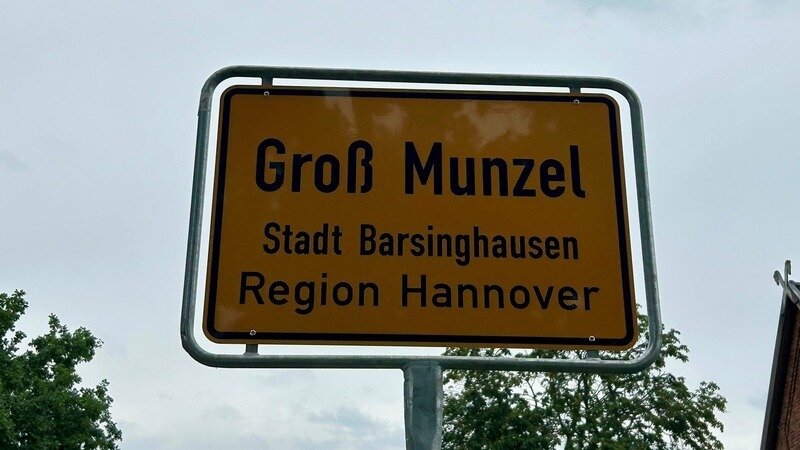 Groß Munzel
Stadt Barsinghausen
Region Hannover